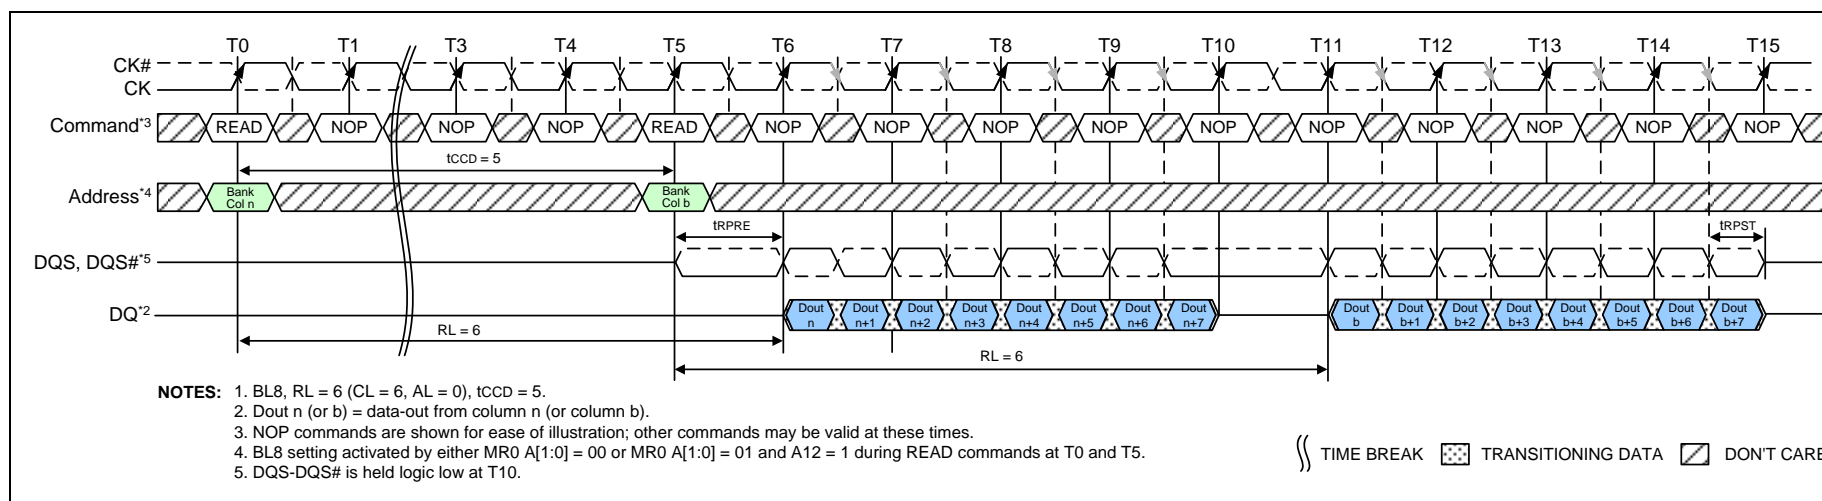 T0 T1 T3 T4 T5 T6 T7 T8 T9 T10 T11 T12 T13 T14 T15
CK#
CK
Command*3 READ NOP NOP NOP READ NOP NOP NOP NOP NOP NOP NOP NOP NOP NOP
tCCD = 5
Address*4 Bank Col n Bank Col b
tRPRE tRPST
DQS, DQS#*5
DQ*2 Dout n Dout n+1 Dout n+2 Dout n+3 Dout n+4 Dout n+5 Dout n+6 Dout n+7 Dout b Dout b+1 Dout b+2 Dout b+3 Dout b+4 Dout b+5 Dout b+6 Dout b+7
RL = 6
RL = 6
NOTES: 1. BL8, RL = 6 (CL = 6, AL = 0), tCCD = 5.
2. Dout n (or b) = data-out from column n (or column b).
3. NOP commands are shown for ease of illustration; other commands may be valid at these times.
4. BL8 setting activated by either MR0 A[1:0] = 00 or MR0 A[1:0] = 01 and A12 = 1 during READ commands at T0 and T5.
5. DQS-DQS# is held logic low at T10.
TIME BREAK TRANSITIONING DATA DON'T CARE